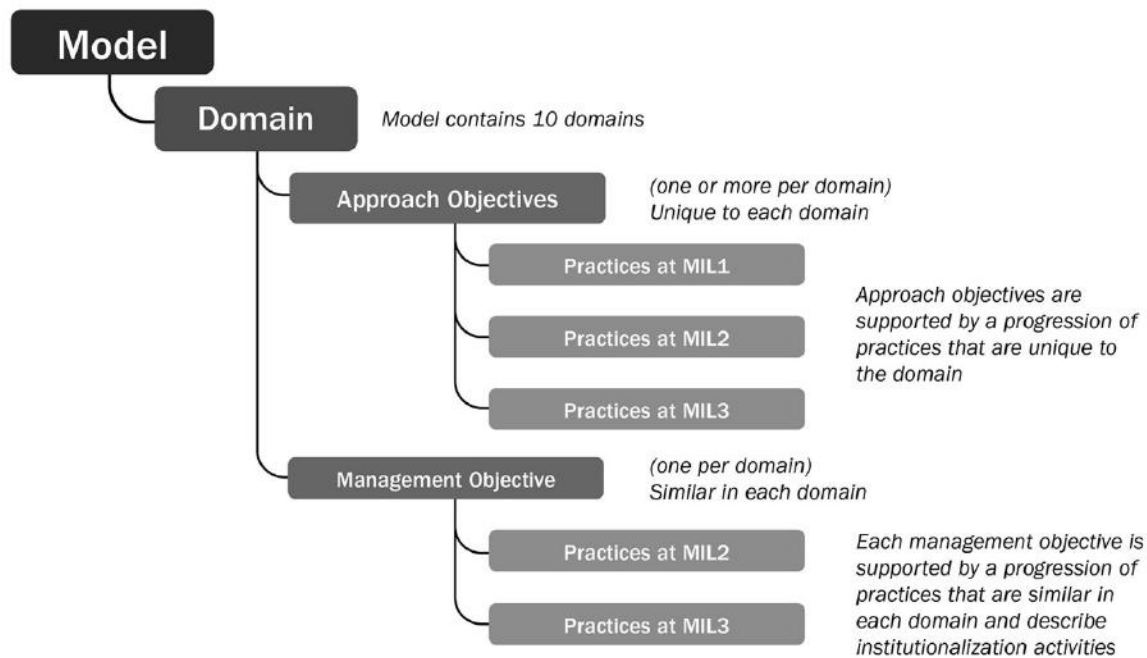 Model
Domain
Model contains 10 domains
Approach Objectives
(one or more per domain)
Unique to each domain
Practices at MIL1
Practices at MIL2
Practices at MIL3
Approach objectives are
supported by a progression of
practices that are unique to
the domain
Management Objective
(one per domain)
Similar in each domain
Practices at MIL2
Practices at MIL3
Each management objective is
supported by a progression of
practices that are similar in
each domain and describe
institutionalization activities